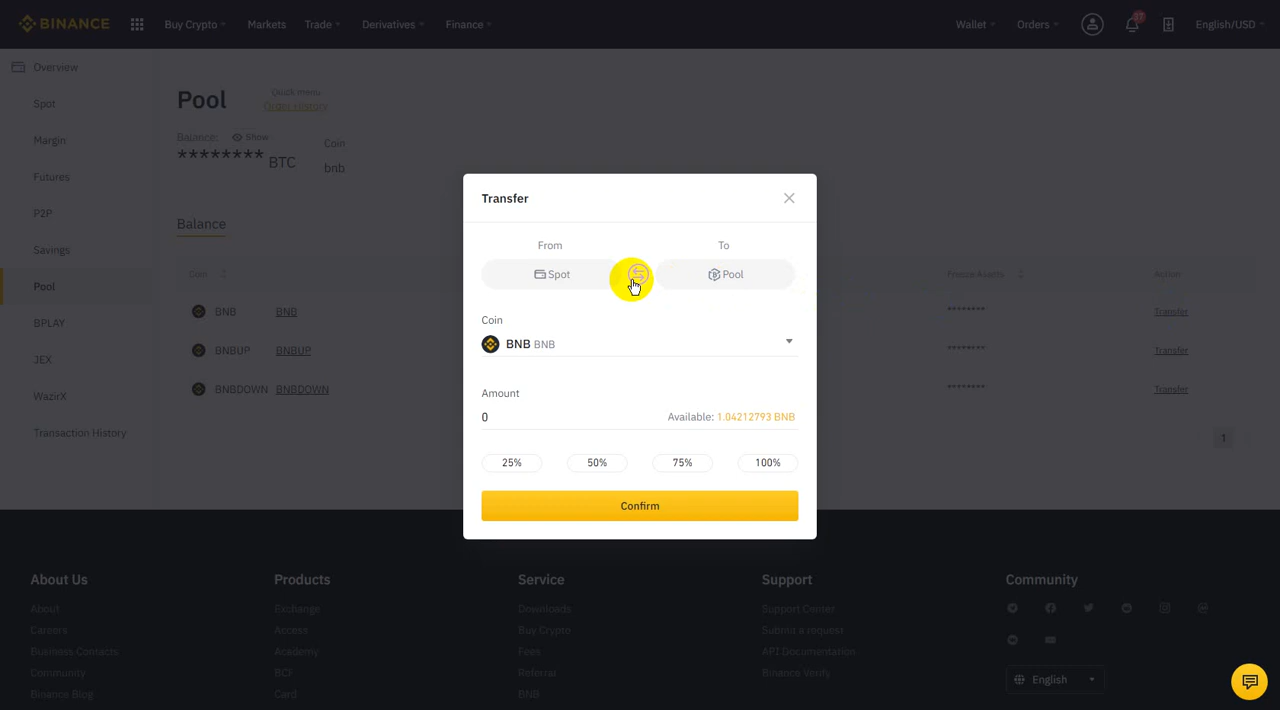 BINANCE Buy Crypto Markets Trade Derivatives Finance Wallet Orders 37 English/USD
Overview
Spot
Margin
Futures
P2P
Savings
Pool
BPLAY
JEX
WazirX
Transaction History
Pool
Quick menu
Order History
Balance: Show
******** BTC
Coin
bnb
Balance
Coin Freeze Assets Action
BNB BNB ******** Transfer
BNBUP BNBUP ******** Transfer
BNBDOWN BNBDOWN ******** Transfer
1
Transfer
From To
Spot Pool
Coin
BNB BNB
Amount
0 Available: 1.04212793 BNB
25% 50% 75% 100%
Confirm
About Us Products Service Support Community
About Exchange Downloads Support Center
Careers Access Buy Crypto Submit a request
Business Contacts Academy Fees API Documentation
Community BCF Referral Binance Verify
Binance Blog Card BNB English